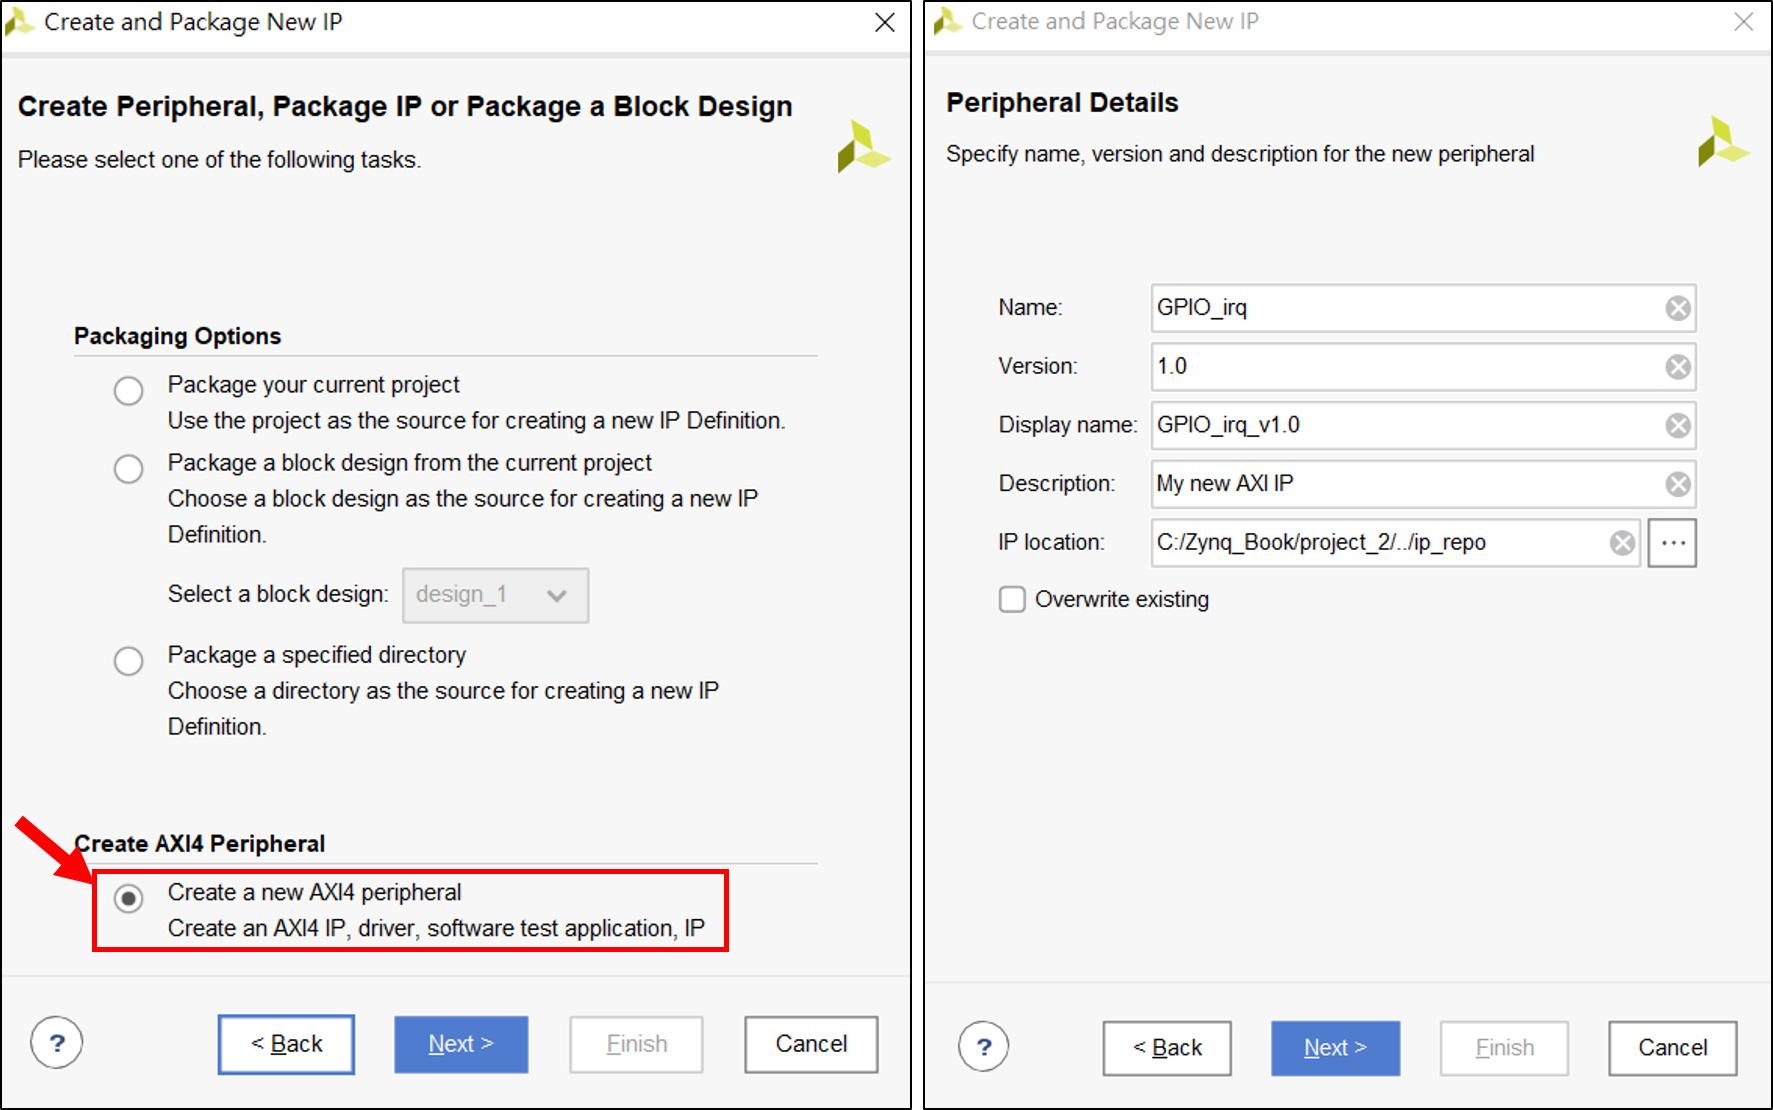 Create and Package New IP
Create Peripheral, Package IP or Package a Block Design
Please select one of the following tasks.
Packaging Options
Package your current project
Use the project as the source for creating a new IP Definition.
Package a block design from the current project
Choose a block design as the source for creating a new IP
Definition.
Select a block design: design_1
Package a specified directory
Choose a directory as the source for creating a new IP
Definition.
Create AXI4 Peripheral
Create a new AXI4 peripheral
Create an AXI4 IP, driver, software test application, IP
? < Back Next > Finish Cancel
Create and Package New IP
Peripheral Details
Specify name, version and description for the new peripheral
Name: GPIO_irq
Version: 1.0
Display name: GPIO_irq_v1.0
Description: My new AXI IP
IP location: C:/Zynq_Book/project_2/../ip_repo ...
Overwrite existing
? < Back Next > Finish Cancel